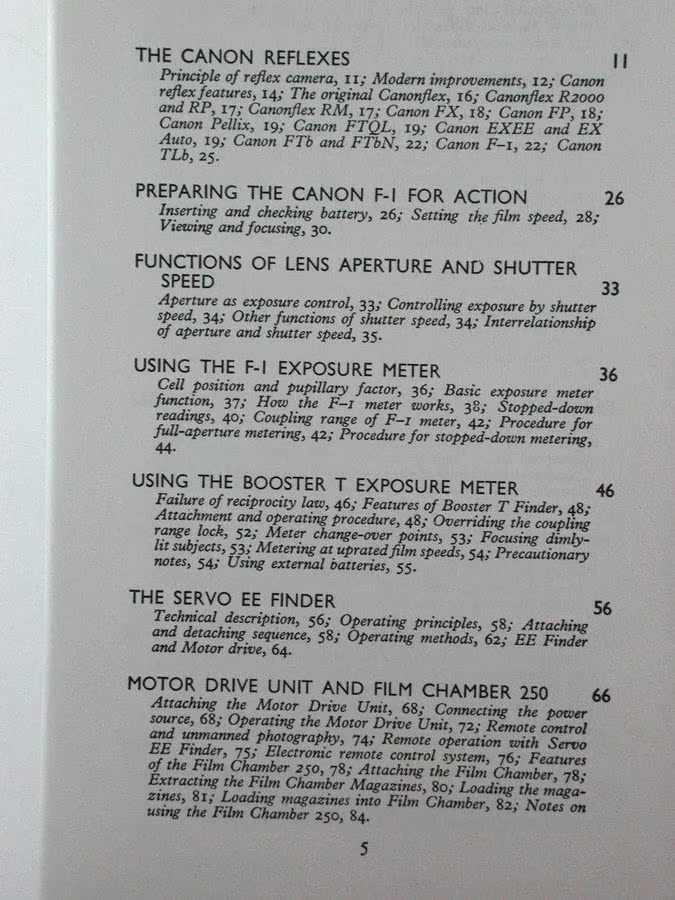 THE CANON REFLEXES 11
Principle of reflex camera, 11; Modern improvements, 12; Canon
reflex features, 14; The original Canonflex, 16; Canonflex R2000
and RP, 17; Canonflex RM, 17; Canon FX, 18; Canon FP, 18;
Canon Pellix, 19; Canon FTQL, 19; Canon EXEE and EX
Auto, 19; Canon FTb and FTbN, 22; Canon F-1, 22; Canon
TLb, 25.
PREPARING THE CANON F-1 FOR ACTION 26
Inserting and checking battery, 26; Setting the film speed, 28;
Viewing and focusing, 30.
FUNCTIONS OF LENS APERTURE AND SHUTTER
SPEED 33
Aperture as exposure control, 33; Controlling exposure by shutter
speed, 34; Other functions of shutter speed, 34; Interrelationship
of aperture and shutter speed, 35.
USING THE F-1 EXPOSURE METER 36
Cell position and pupillary factor, 36; Basic exposure meter
function, 37; How the F-1 meter works, 38; Stopped-down
readings, 40; Coupling range of F-1 meter, 42; Procedure for
full-aperture metering, 42; Procedure for stopped-down metering,
44.
USING THE BOOSTER T EXPOSURE METER 46
Failure of reciprocity law, 46; Features of Booster T Finder, 48;
Attachment and operating procedure, 48; Overriding the coupling
range lock, 52; Meter change-over points, 53; Focusing dimly-
lit subjects, 53; Metering at uprated film speeds, 54; Precautionary
notes, 54; Using external batteries, 55.
THE SERVO EE FINDER 56
Technical description, 56; Operating principles, 58; Attaching
and detaching sequence, 58; Operating methods, 62; EE Finder
and Motor drive, 64.
MOTOR DRIVE UNIT AND FILM CHAMBER 250 66
Attaching the Motor Drive Unit, 68; Connecting the power
source, 68; Operating the Motor Drive Unit, 72; Remote control
and unmanned photography, 74; Remote operation with Servo
EE Finder, 75; Electronic remote control system, 76; Features
of the Film Chamber 250, 78; Attaching the Film Chamber, 78;
Extracting the Film Chamber Magazines, 80; Loading the maga-
zines, 81; Loading magazines into Film Chamber, 82; Notes on
using the Film Chamber 250, 84.
5